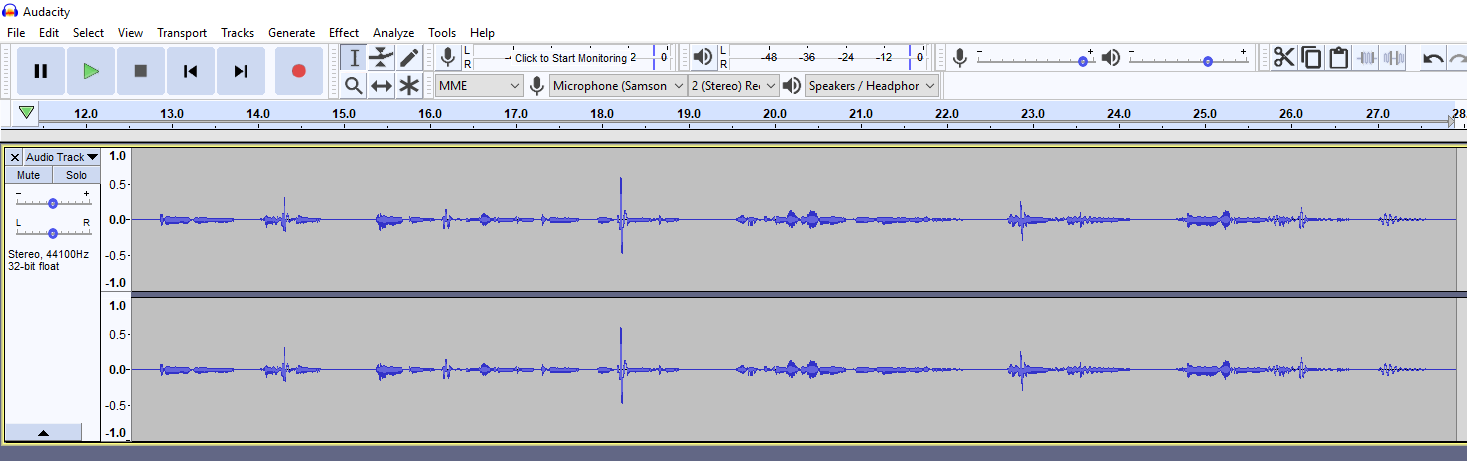 Audacity
File Edit Select View Transport Tracks Generate Effect Analyze Tools Help
L R Click to Start Monitoring 2 0 L R -48 -36 -24 -12 0 - + - +
MME Microphone (Samson 2 (Stereo) Re Speakers / Headphor
12.0 13.0 14.0 15.0 16.0 17.0 18.0 19.0 20.0 21.0 22.0 23.0 24.0 25.0 26.0 27.0 28.
X Audio Track 1.0
Mute Solo
- + 0.5
L R 0.0
Stereo, 44100Hz -0.5
32-bit float
-1.0
1.0
0.5
0.0
-0.5
-1.0